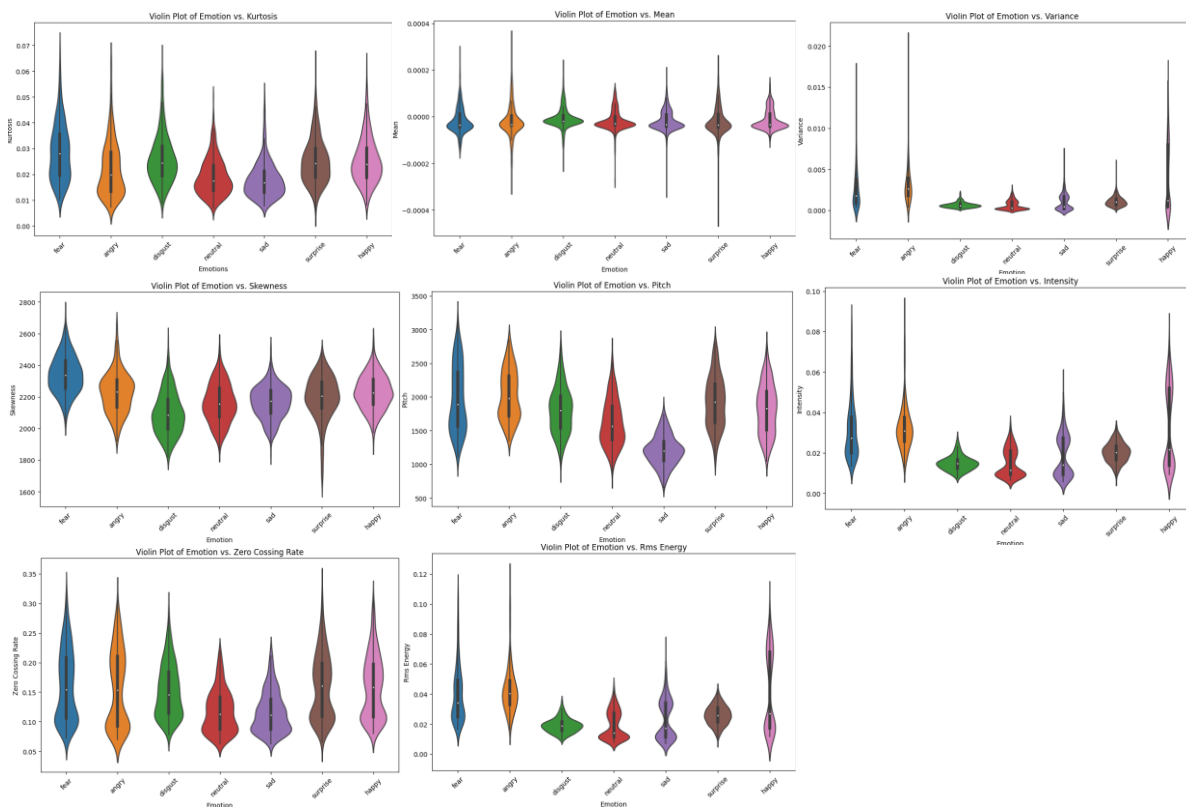 Violin Plot of Emotion vs. Kurtosis
Kurtosis
0.07
0.06
0.05
0.04
0.03
0.02
0.01
0.00
fear angry disgust neutral sad surprise happy
Emotions
Violin Plot of Emotion vs. Mean
Mean
0.0004
0.0002
0.0000
−0.0002
−0.0004
fear angry disgust neutral sad surprise happy
Emotion
Violin Plot of Emotion vs. Variance
Variance
0.020
0.015
0.010
0.005
0.000
fear angry disgust neutral sad surprise happy
Emotion
Violin Plot of Emotion vs. Skewness
Skewness
2800
2600
2400
2200
2000
1800
1600
fear angry disgust neutral sad surprise happy
Emotion
Violin Plot of Emotion vs. Pitch
Pitch
3500
3000
2500
2000
1500
1000
500
fear angry disgust neutral sad surprise happy
Emotion
Violin Plot of Emotion vs. Intensity
Intensity
0.10
0.08
0.06
0.04
0.02
0.00
fear angry disgust neutral sad surprise happy
Emotion
Violin Plot of Emotion vs. Zero Cossing Rate
Zero Cossing Rate
0.35
0.30
0.25
0.20
0.15
0.10
0.05
fear angry disgust neutral sad surprise happy
Emotion
Violin Plot of Emotion vs. Rms Energy
Rms Energy
0.12
0.10
0.08
0.06
0.04
0.02
0.00
fear angry disgust neutral sad surprise happy
Emotion